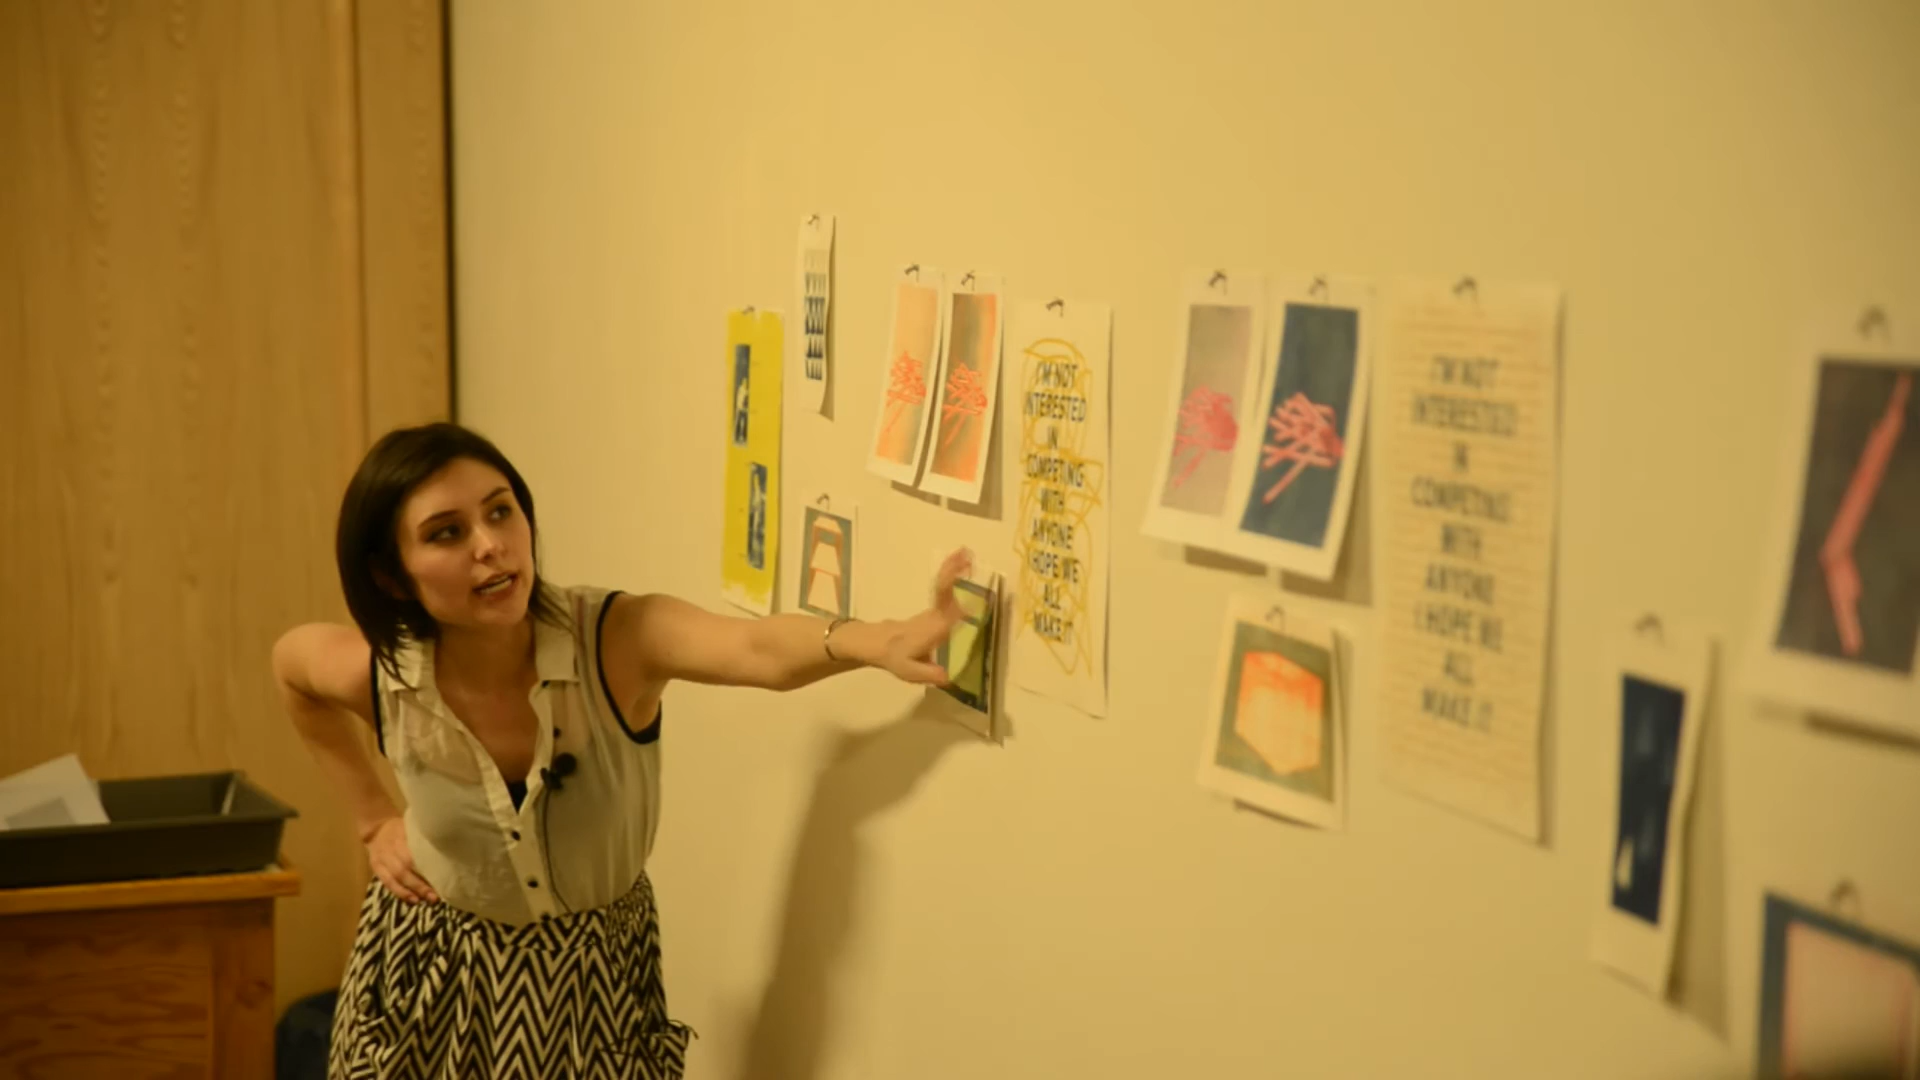 I'M NOT
INTERESTED
IN
COMPETING
WITH
ANYONE
I HOPE WE
ALL
MAKE IT
I'M NOT
INTERESTED
IN
COMPETING
WITH
ANYONE
I HOPE WE
ALL
MAKE IT